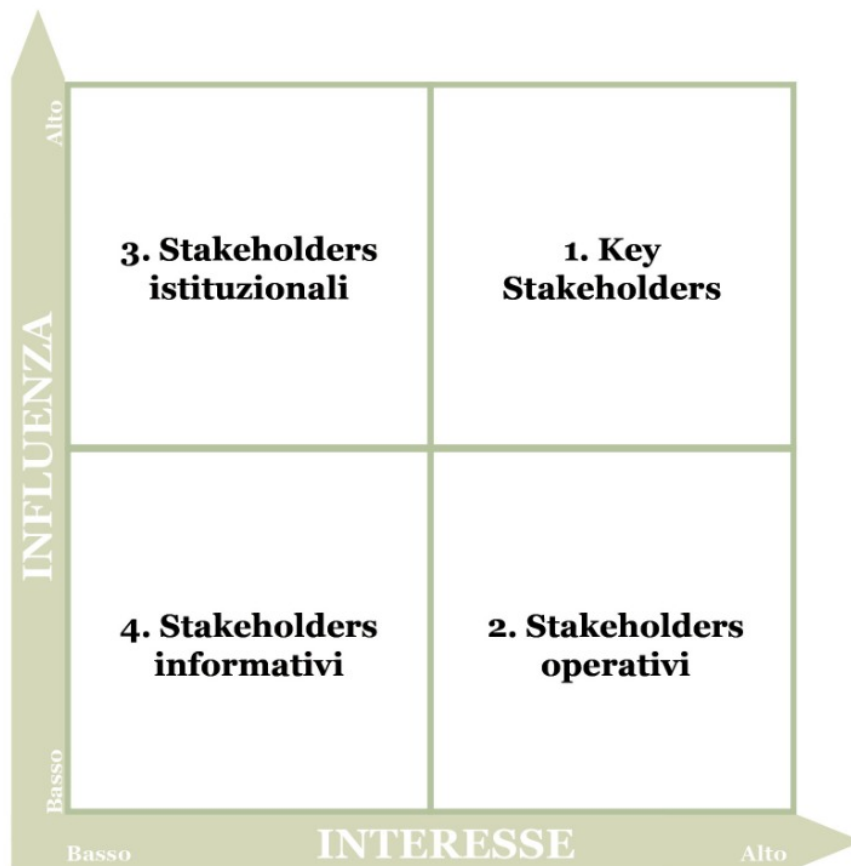 Alto
3. Stakeholders
istituzionali
1. Key
Stakeholders
INFLUENZA
4. Stakeholders
informativi
2. Stakeholders
operativi
Basso
Basso
INTERESSE
Alto